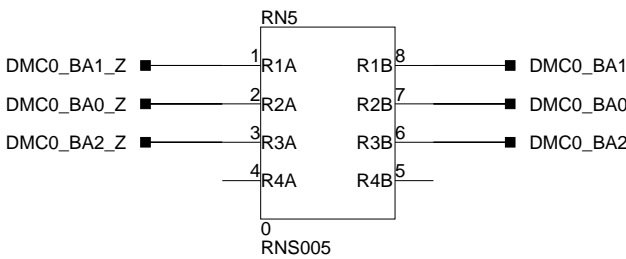 RN5
DMC0_BA1_Z 1 R1A R1B 8 DMC0_BA1
DMC0_BA0_Z 2 R2A R2B 7 DMC0_BA0
DMC0_BA2_Z 3 R3A R3B 6 DMC0_BA2
4 R4A R4B 5
0
RNS005